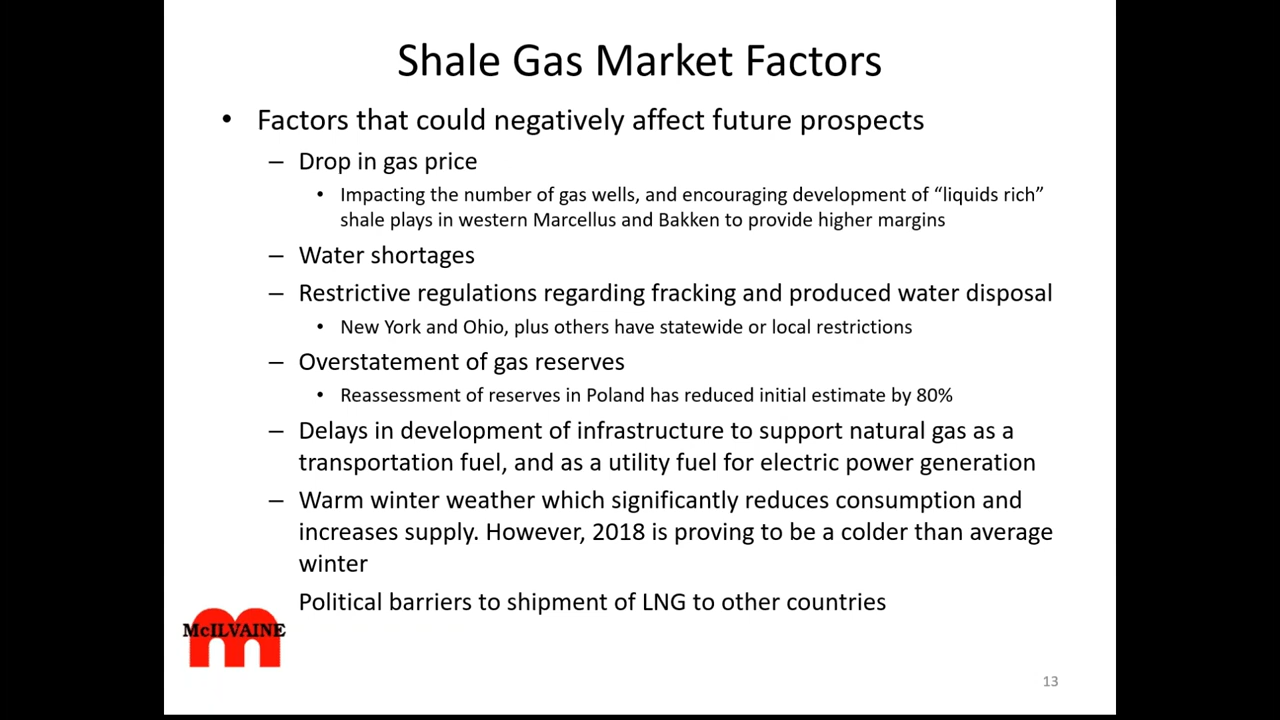 Shale Gas Market Factors
• Factors that could negatively affect future prospects
– Drop in gas price
• Impacting the number of gas wells, and encouraging development of “liquids rich”
shale plays in western Marcellus and Bakken to provide higher margins
– Water shortages
– Restrictive regulations regarding fracking and produced water disposal
• New York and Ohio, plus others have statewide or local restrictions
– Overstatement of gas reserves
• Reassessment of reserves in Poland has reduced initial estimate by 80%
– Delays in development of infrastructure to support natural gas as a
transportation fuel, and as a utility fuel for electric power generation
– Warm winter weather which significantly reduces consumption and
increases supply. However, 2018 is proving to be a colder than average
winter
Political barriers to shipment of LNG to other countries
McILVAINE
13